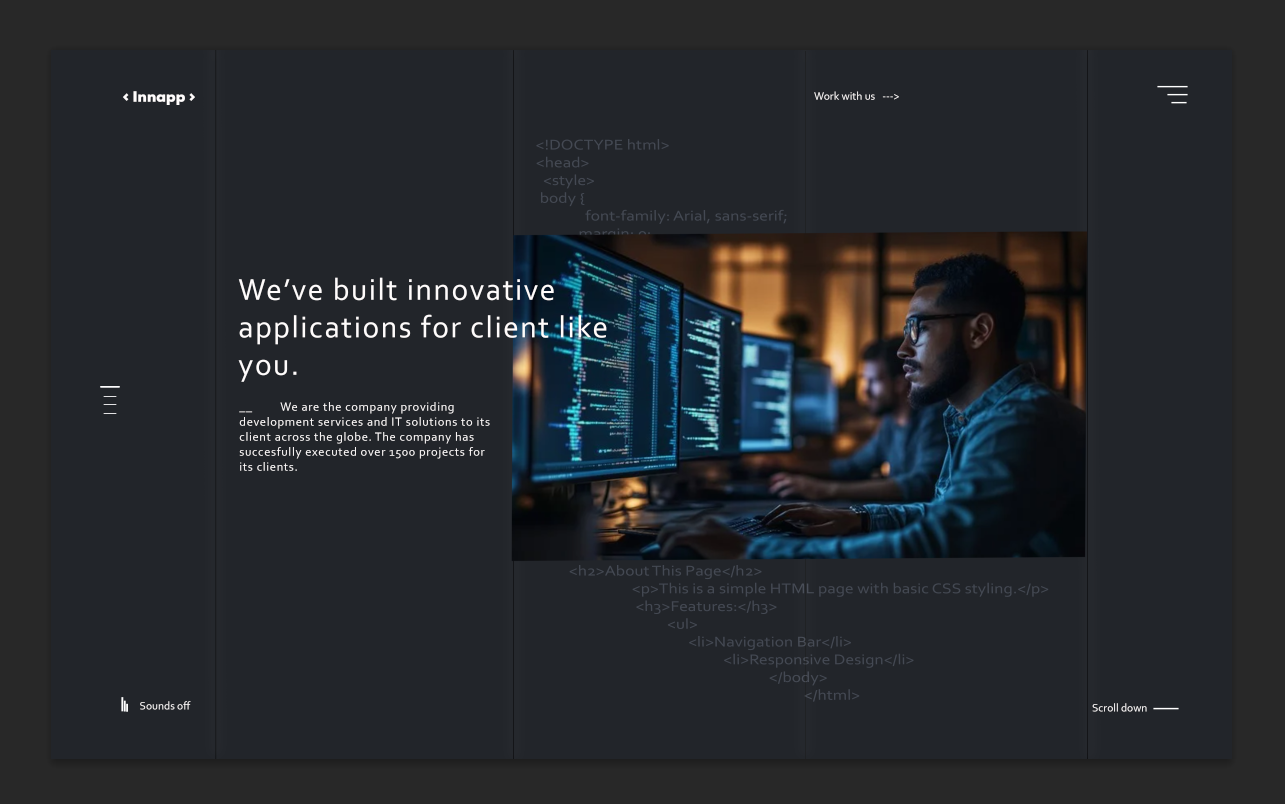 < Innapp >
Work with us --->
<!DOCTYPE html>
<head>
<style>
body {
font-family: Arial, sans-serif;
margin: 0;
We’ve built innovative
applications for client like
you.
__ We are the company providing
development services and IT solutions to its
client across the globe. The company has
succesfully executed over 1500 projects for
its clients.
<h2>About This Page</h2>
<p>This is a simple HTML page with basic CSS styling.</p>
<h3>Features:</h3>
<ul>
<li>Navigation Bar</li>
<li>Responsive Design</li>
</body>
</html>
Sounds off
Scroll down